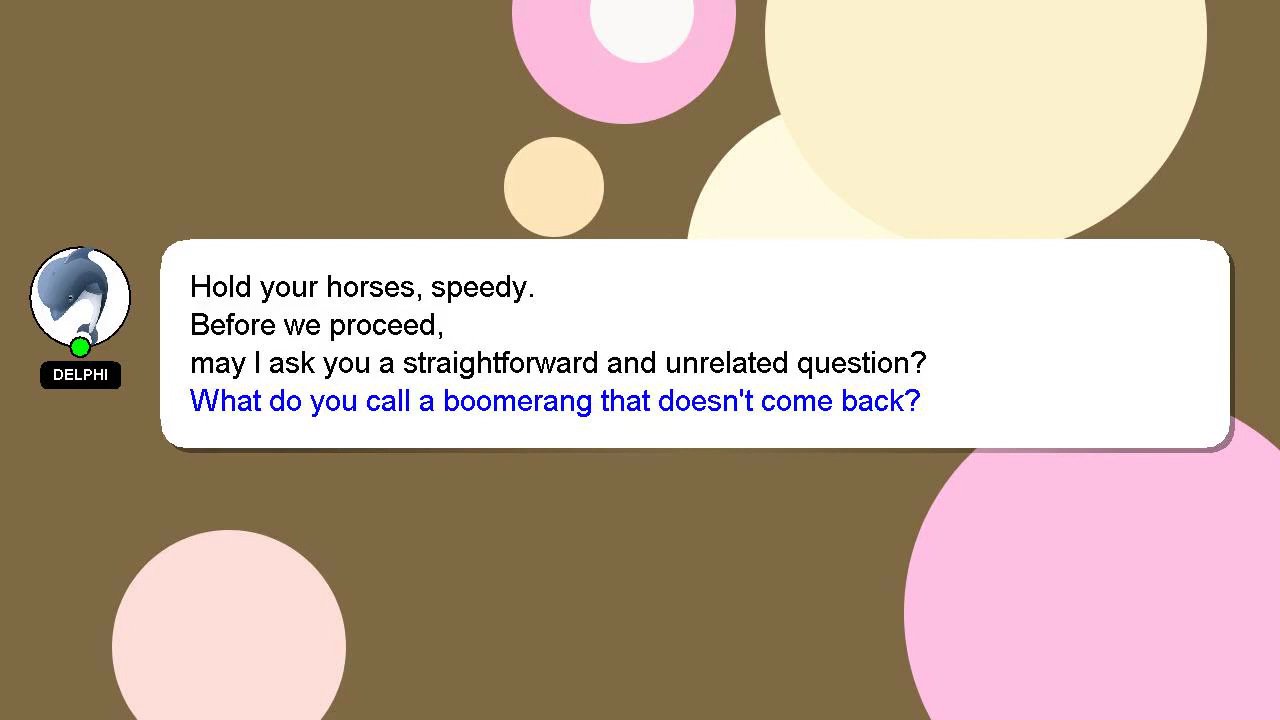 Hold your horses, speedy.
Before we proceed,
may I ask you a straightforward and unrelated question?
What do you call a boomerang that doesn't come back?
DELPHI